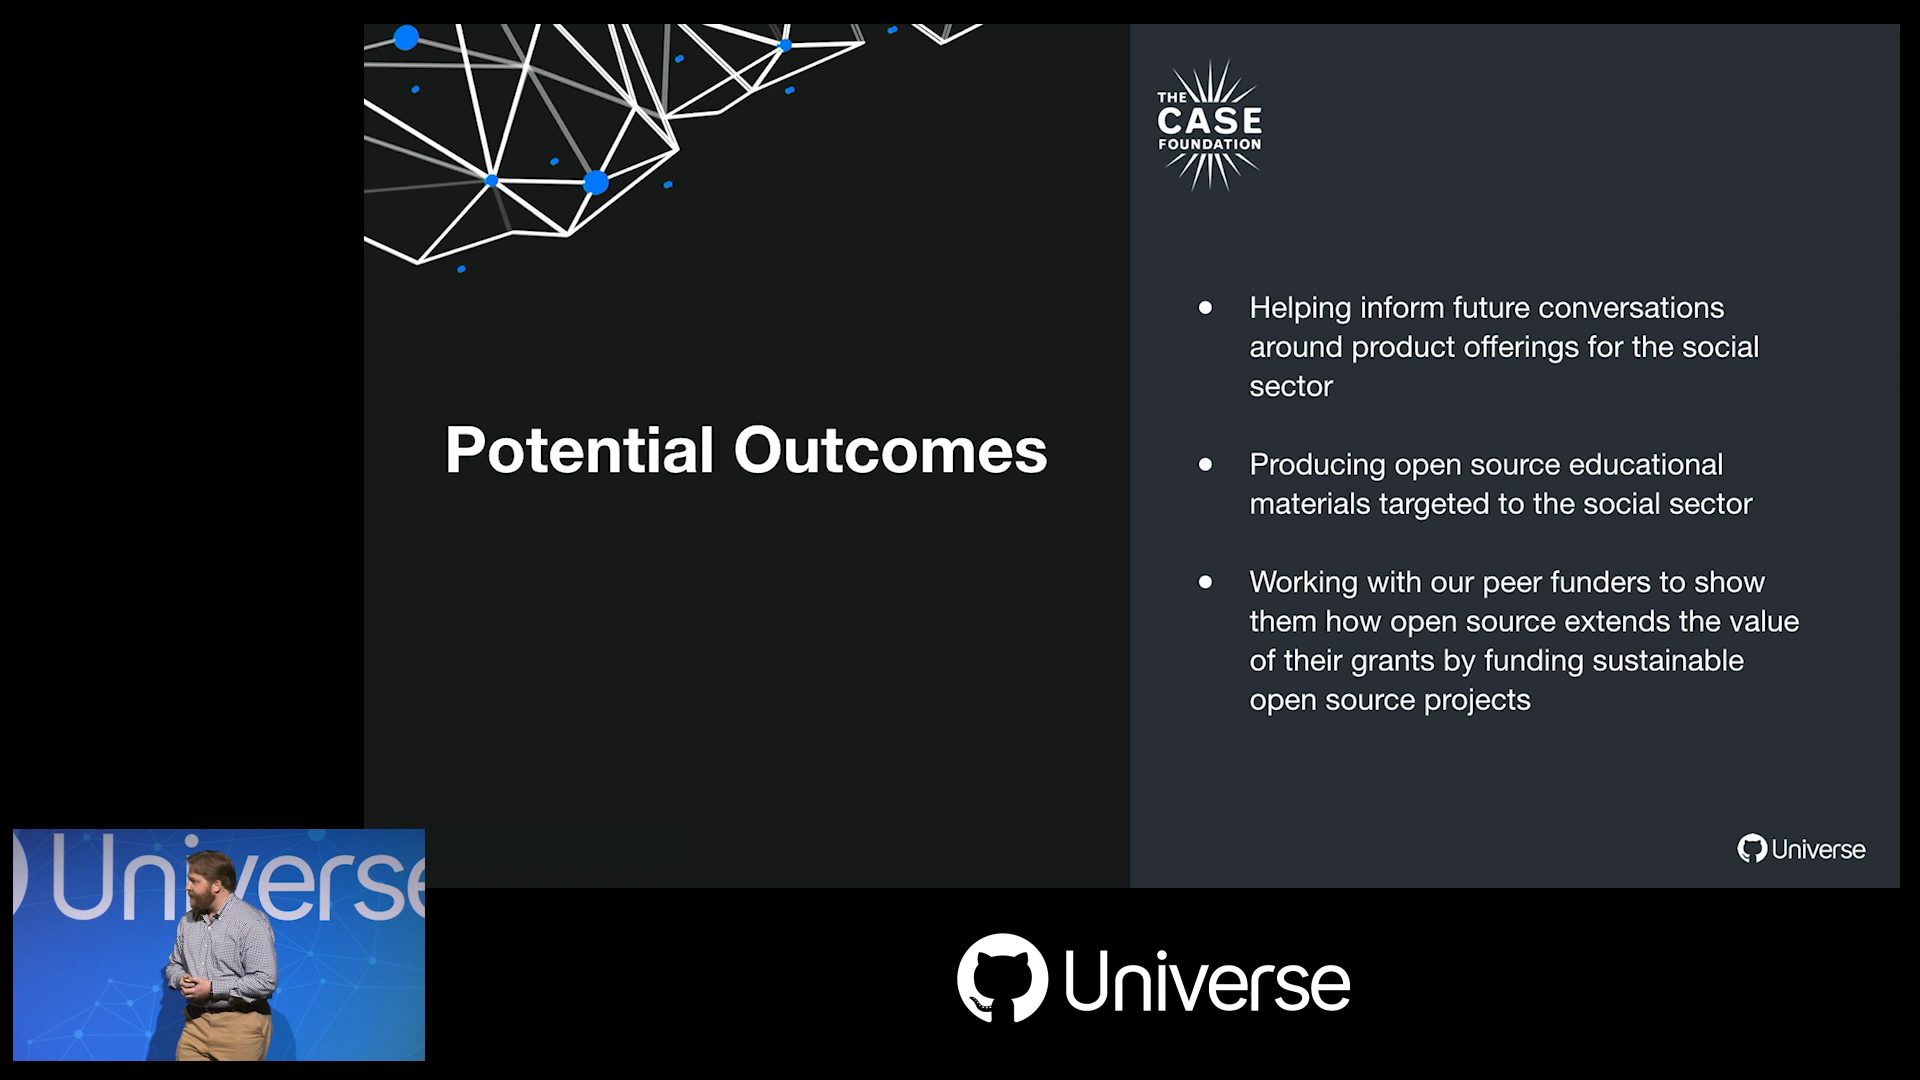 THE
CASE
FOUNDATION
Potential Outcomes
● Helping inform future conversations
around product offerings for the social
sector
● Producing open source educational
materials targeted to the social sector
● Working with our peer funders to show
them how open source extends the value
of their grants by funding sustainable
open source projects
Universe
Universe
Universe